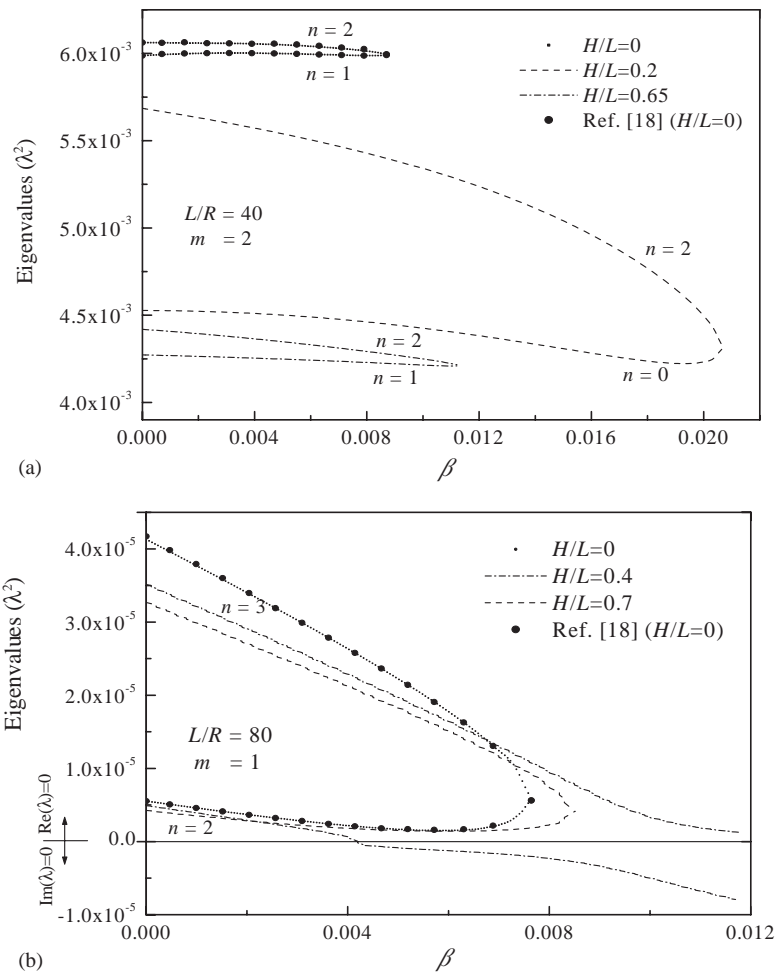 6.0x10⁻³
5.5x10⁻³
5.0x10⁻³
4.5x10⁻³
4.0x10⁻³
Eigenvalues (λ²)
n = 2
n = 1
H/L=0
H/L=0.2
H/L=0.65
Ref. [18] (H/L=0)
L/R = 40
m = 2
n = 2
n = 2
n = 1
n = 0
0.000 0.004 0.008 0.012 0.016 0.020
β
(a)
4.0x10⁻⁵
3.0x10⁻⁵
2.0x10⁻⁵
1.0x10⁻⁵
0.0
-1.0x10⁻⁵
Eigenvalues (λ²)
Im(λ)=0 Re(λ)=0
H/L=0
H/L=0.4
H/L=0.7
Ref. [18] (H/L=0)
n = 3
L/R = 80
m = 1
n = 2
0.000 0.004 0.008 0.012
β
(b)